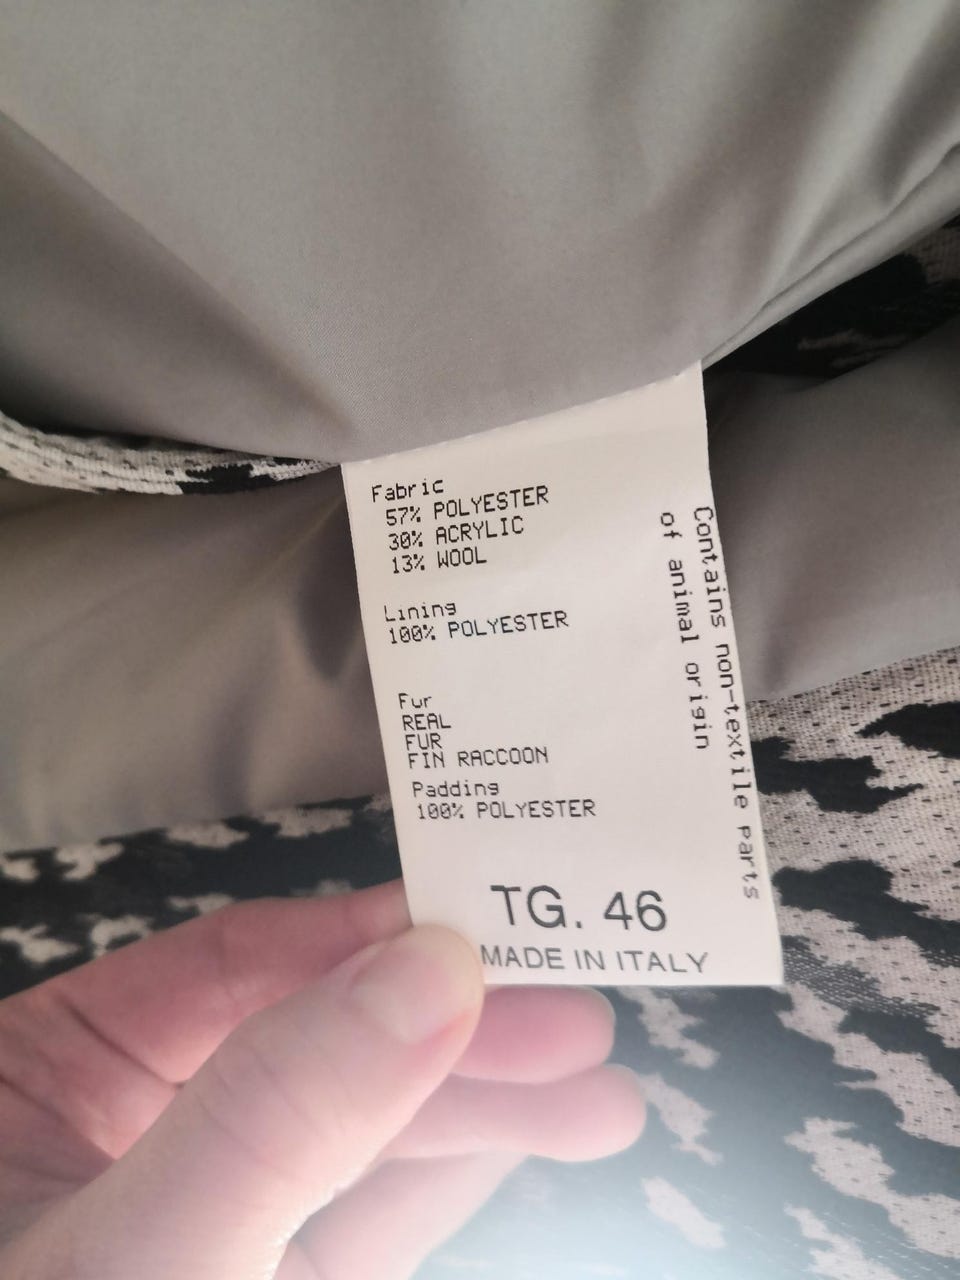 Fabric
57% POLYESTER
30% ACRYLIC
13% WOOL
Lining
100% POLYESTER
Fur
REAL
FUR
FIN RACCOON
Padding
100% POLYESTER
TG. 46
MADE IN ITALY
Contains non-textile parts
of animal origin